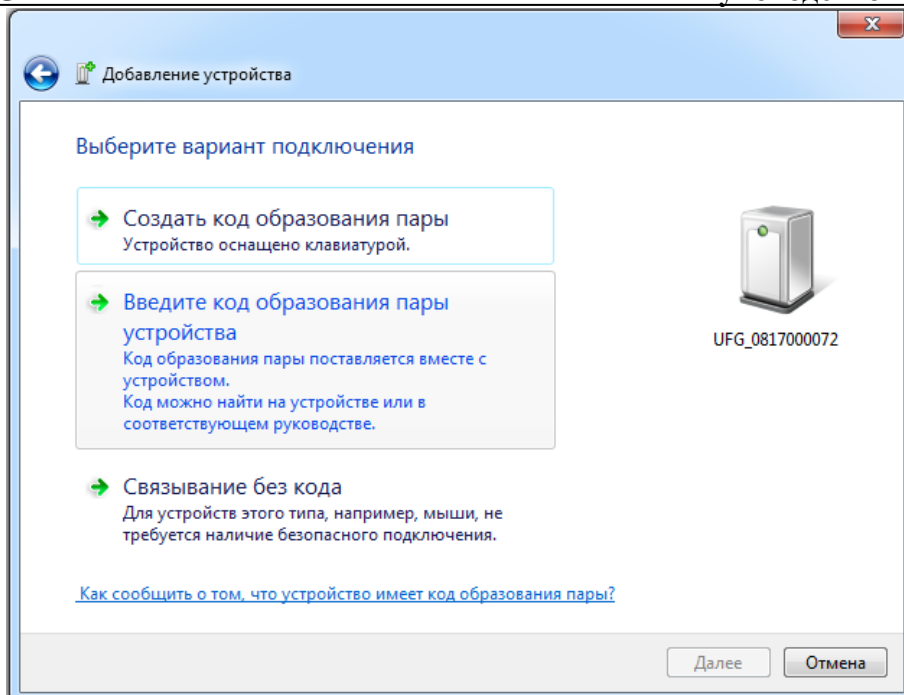 Добавление устройства
Выберите вариант подключения
Создать код образования пары
Устройство оснащено клавиатурой.
Введите код образования пары
устройства
Код образования пары поставляется вместе с
устройством.
Код можно найти на устройстве или в
соответствующем руководстве.
UFG_0817000072
Связывание без кода
Для устройств этого типа, например, мыши, не
требуется наличие безопасного подключения.
Как сообщить о том, что устройство имеет код образования пары?
Далее
Отмена